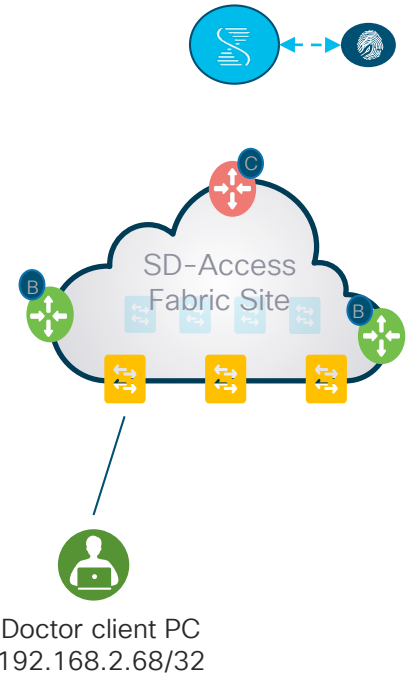 C
SD-Access
Fabric Site
B
B
Doctor client PC
192.168.2.68/32